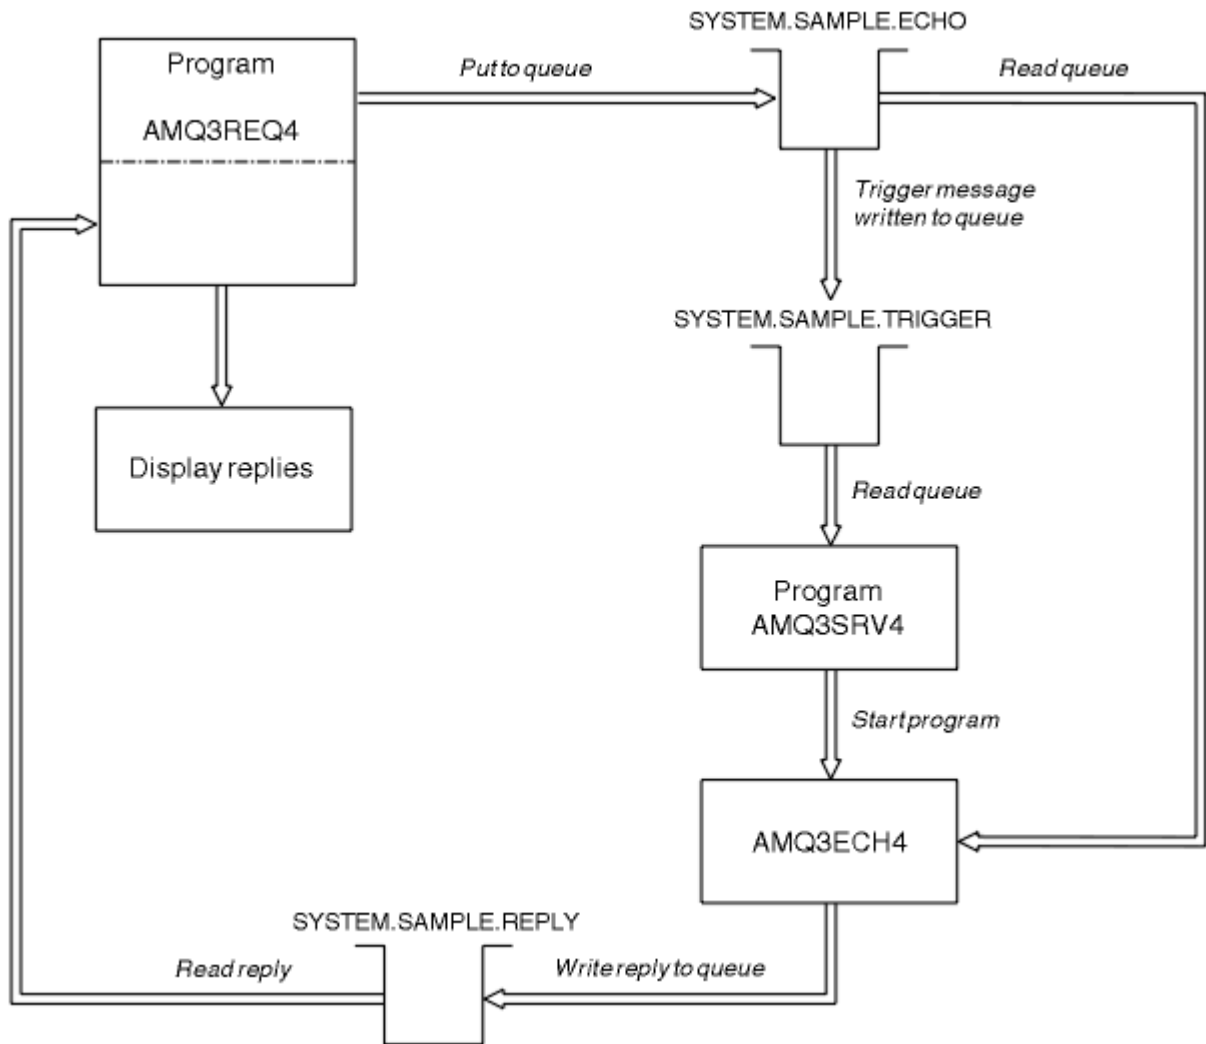 SYSTEM.SAMPLE.ECHO
Program
AMQ3REQ4
Put to queue
Read queue
Trigger message
written to queue
SYSTEM.SAMPLE.TRIGGER
Display replies
Read queue
Program
AMQ3SRV4
Start program
AMQ3ECH4
SYSTEM.SAMPLE.REPLY
Read reply
Write reply to queue